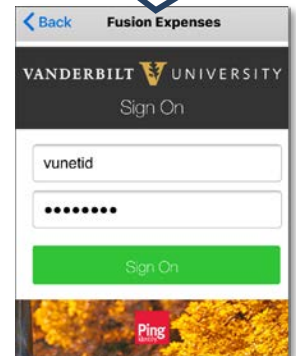 Back Fusion Expenses
VANDERBILT V UNIVERSITY
Sign On
vunetid
••••••••
Sign On
Ping